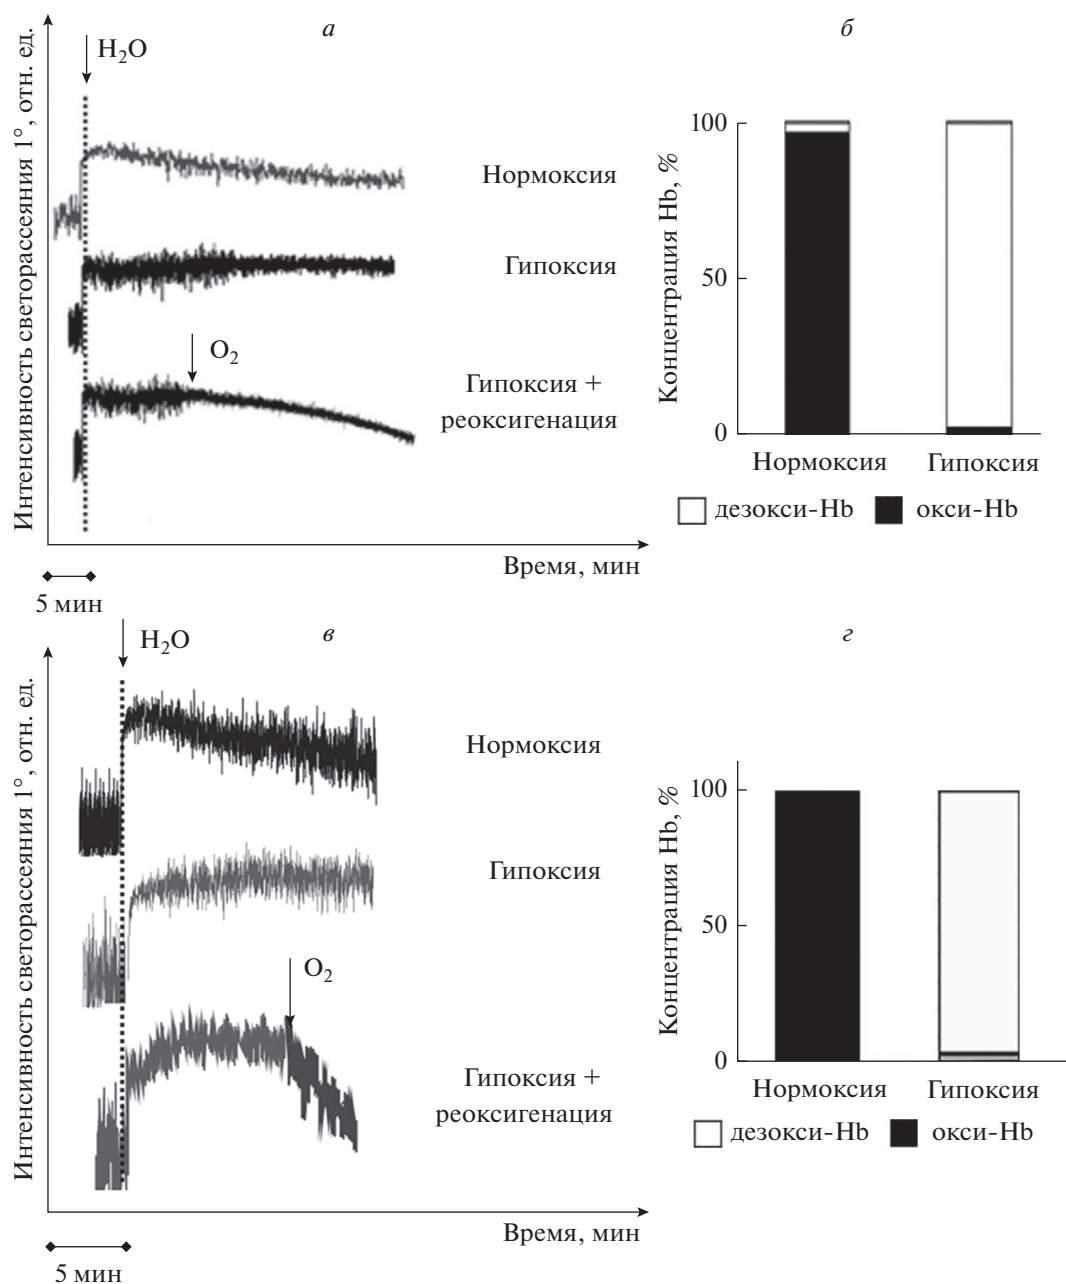 а
Интенсивность светорассеяния 1°, отн. ед.
H₂O
Нормоксия
Гипоксия
O₂
Гипоксия +
реоксигенация
Время, мин
5 мин
б
Концентрация Hb, %
100
50
0
Нормоксия
Гипоксия
дезокси-Hb
окси-Hb
в
Интенсивность светорассеяния 1°, отн. ед.
H₂O
Нормоксия
Гипоксия
O₂
Гипоксия +
реоксигенация
Время, мин
5 мин
г
Концентрация Hb, %
100
50
0
Нормоксия
Гипоксия
дезокси-Hb
окси-Hb